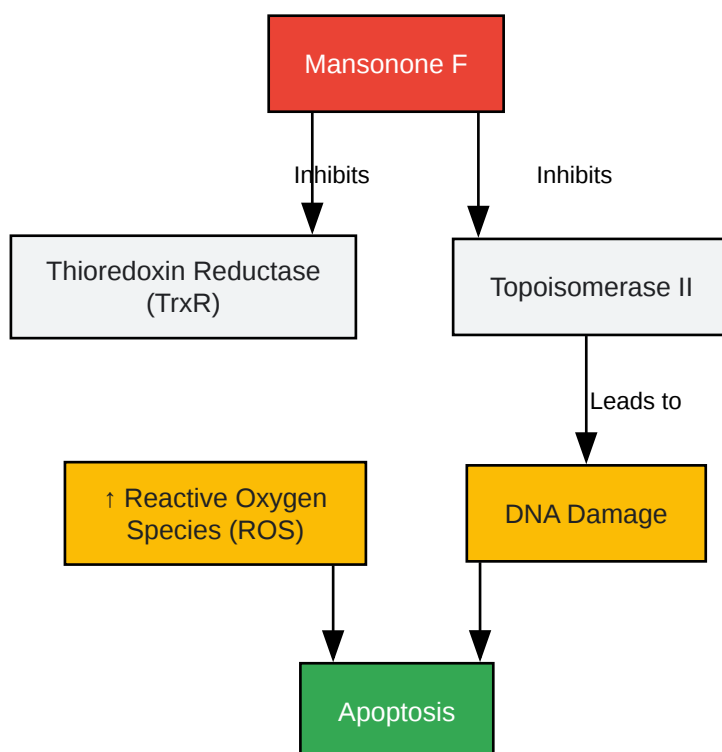 Mansonone F
Inhibits
Inhibits
Thioredoxin Reductase
(TrxR)
Topoisomerase II
Leads to
↑ Reactive Oxygen
Species (ROS)
DNA Damage
Apoptosis